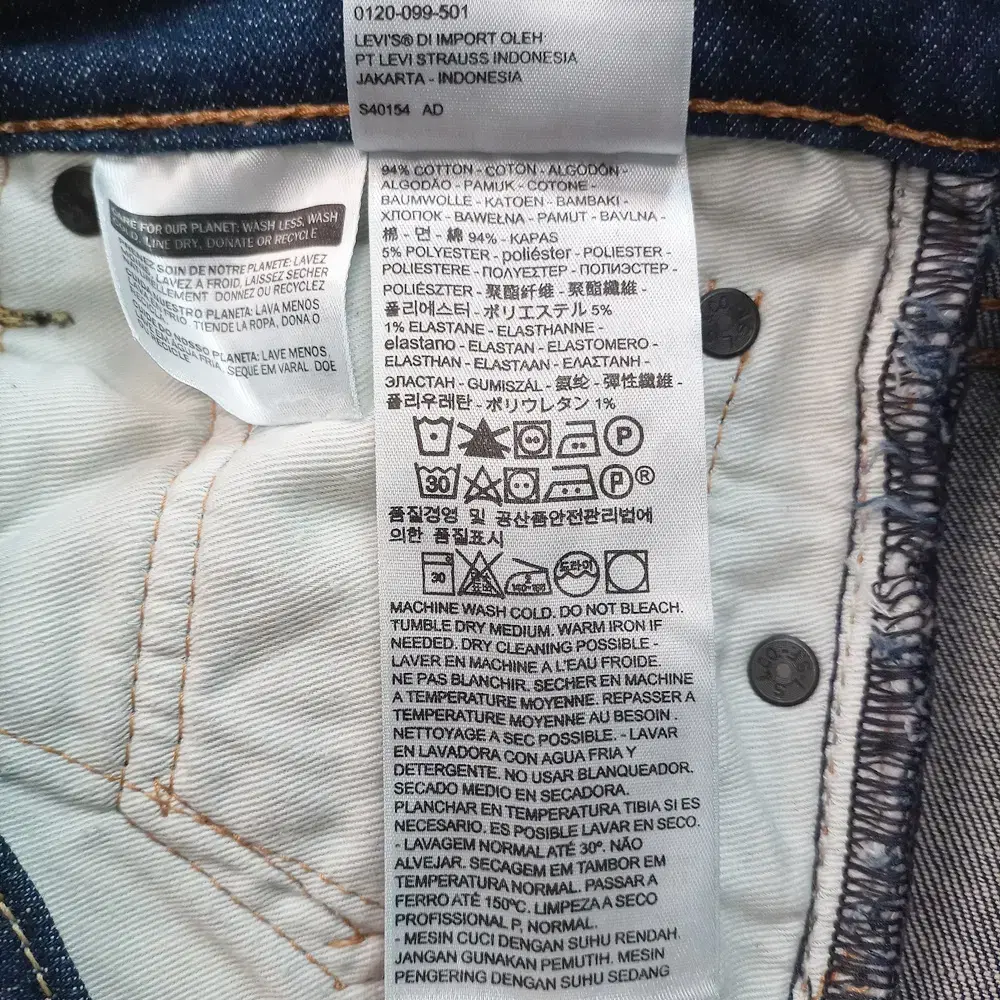 0120-099-501
LEVI'S® DI IMPORT OLEH
PT LEVI STRAUSS INDONESIA
JAKARTA - INDONESIA
S40154 AD
CARE FOR OUR PLANET: WASH LESS, WASH
COLD, LINE DRY, DONATE OR RECYCLE
PRENEZ SOIN DE NOTRE PLANETE: LAVEZ
LAVEZ A FROID, LAISSEZ SECHER
DONNEZ OU RECYCLEZ
NUESTRO PLANETA: LAVA MENOS
FRIO TIENDE LA ROPA, DONA O
DO NOSSO PLANETA: LAVE MENOS,
EM AGUA FRIA, SEQUE EM VARAL DOE
RECICLE
94% COTTON - COTON - ALGODÓN -
ALGODÃO - PAMUK - COTONE -
BAUMWOLLE - KATOEN - BAMBAKI -
ХЛОПОК - BAWEŁNA - PAMUT - BAVLNA -
棉 - 면 - 綿 94% - KAPAS
5% POLYESTER - poliéster - POLIESTER -
POLIESTERE - ΠΟΛΥΕΣΤΕΡ - ПОЛИЭСТЕР -
POLIÉSZTER - 聚酯纤维 - 聚酯纖維 -
폴리에스터 - ポリエステル 5%
1% ELASTANE - ELASTHANNE -
elastano - ELASTAN - ELASTOMERO -
ELASTHAN - ELASTAAN - ΕΛΑΣΤΑΝΗ -
ЭЛАСТАН - GUMISZÁL - 氨纶 - 彈性纖維 -
폴리우레탄 - ポリウレタン 1%
P
30 P ®
품질경영 및 공산품안전관리법에
의한 품질표시
30 드라이
MACHINE WASH COLD. DO NOT BLEACH.
TUMBLE DRY MEDIUM. WARM IRON IF
NEEDED. DRY CLEANING POSSIBLE -
LAVER EN MACHINE A L'EAU FROIDE.
NE PAS BLANCHIR. SECHER EN MACHINE
A TEMPERATURE MOYENNE. REPASSER A
TEMPERATURE MOYENNE AU BESOIN .
NETTOYAGE A SEC POSSIBLE. - LAVAR
EN LAVADORA CON AGUA FRIA Y
DETERGENTE. NO USAR BLANQUEADOR.
SECADO MEDIO EN SECADORA.
PLANCHAR EN TEMPERATURA TIBIA SI ES
NECESARIO. ES POSIBLE LAVAR EN SECO.
- LAVAGEM NORMAL ATÉ 30º. NÃO
ALVEJAR. SECAGEM EM TAMBOR EM
TEMPERATURA NORMAL. PASSAR A
FERRO ATÉ 150ºC. LIMPEZA A SECO
PROFISSIONAL P, NORMAL.
- MESIN CUCI DENGAN SUHU RENDAH.
JANGAN GUNAKAN PEMUTIH. MESIN
PENGERING DENGAN SUHU SEDANG